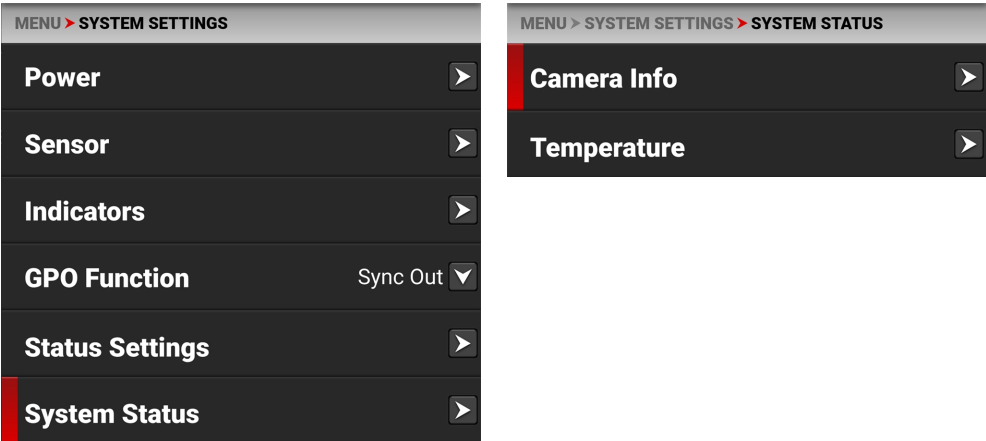 MENU > SYSTEM SETTINGS
Power
Sensor
Indicators
GPO Function Sync Out
Status Settings
System Status
MENU > SYSTEM SETTINGS > SYSTEM STATUS
Camera Info
Temperature